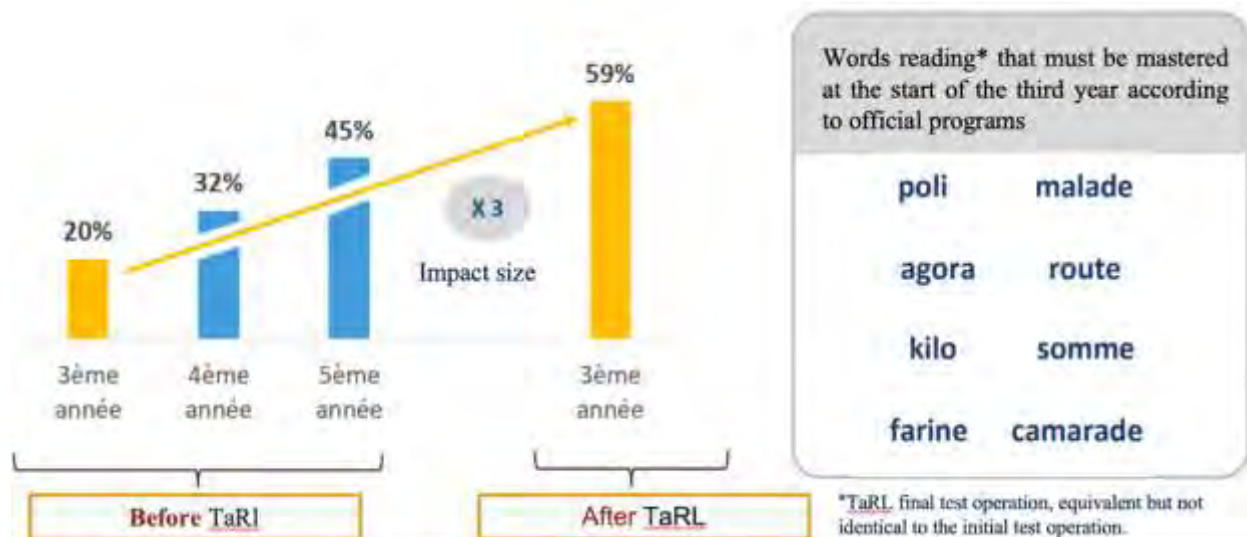 59%
45%
32%
20%
X 3
Impact size
3ème année
4ème année
5ème année
3ème année
Before TaRl
After TaRL
Words reading* that must be mastered
at the start of the third year according
to official programs
poli malade
agora route
kilo somme
farine camarade
*TaRL final test operation, equivalent but not
identical to the initial test operation.